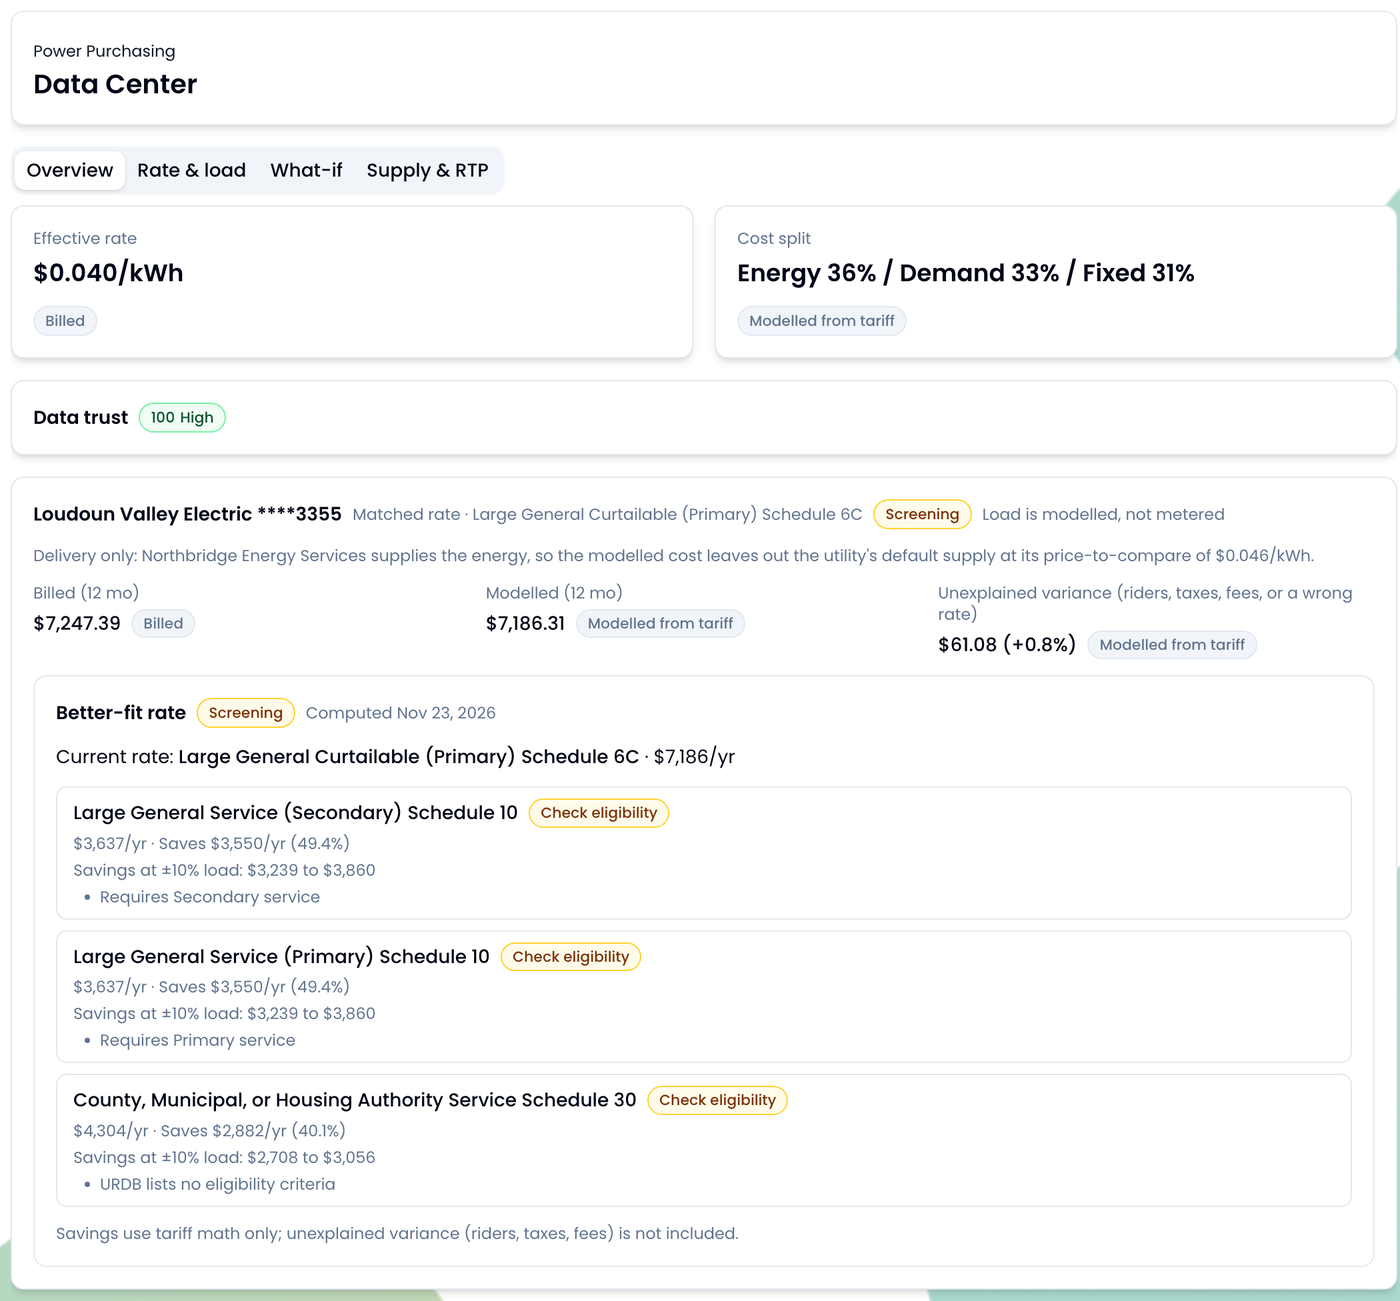 Power Purchasing
Data Center
Overview Rate & load What-if Supply & RTP
Effective rate
$0.040/kWh
Billed
Cost split
Energy 36% / Demand 33% / Fixed 31%
Modelled from tariff
Data trust 100 High
Loudoun Valley Electric ****3355 Matched rate · Large General Curtailable (Primary) Schedule 6C Screening Load is modelled, not metered
Delivery only: Northbridge Energy Services supplies the energy, so the modelled cost leaves out the utility's default supply at its price-to-compare of $0.046/kWh.
Billed (12 mo)
$7,247.39 Billed
Modelled (12 mo)
$7,186.31 Modelled from tariff
Unexplained variance (riders, taxes, fees, or a wrong
rate)
$61.08 (+0.8%) Modelled from tariff
Better-fit rate Screening Computed Nov 23, 2026
Current rate: Large General Curtailable (Primary) Schedule 6C · $7,186/yr
Large General Service (Secondary) Schedule 10 Check eligibility
$3,637/yr · Saves $3,550/yr (49.4%)
Savings at ±10% load: $3,239 to $3,860
• Requires Secondary service
Large General Service (Primary) Schedule 10 Check eligibility
$3,637/yr · Saves $3,550/yr (49.4%)
Savings at ±10% load: $3,239 to $3,860
• Requires Primary service
County, Municipal, or Housing Authority Service Schedule 30 Check eligibility
$4,304/yr · Saves $2,882/yr (40.1%)
Savings at ±10% load: $2,708 to $3,056
• URDB lists no eligibility criteria
Savings use tariff math only; unexplained variance (riders, taxes, fees) is not included.